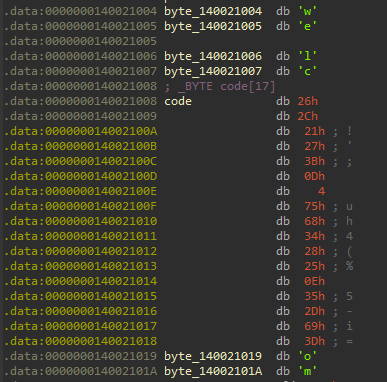 .data:0000000140021004 byte_140021004 db 'w'
.data:0000000140021005 byte_140021005 db 'e'
.data:0000000140021005
.data:0000000140021006 byte_140021006 db 'l'
.data:0000000140021007 byte_140021007 db 'c'
.data:0000000140021008 ; _BYTE code[17]
.data:0000000140021008 code db 26h
.data:0000000140021009 db 2Ch
.data:000000014002100A db 21h ; !
.data:000000014002100B db 27h ; '
.data:000000014002100C db 3Bh ; ;
.data:000000014002100D db 0Dh
.data:000000014002100E db 4
.data:000000014002100F db 75h ; u
.data:0000000140021010 db 68h ; h
.data:0000000140021011 db 34h ; 4
.data:0000000140021012 db 28h ; (
.data:0000000140021013 db 25h ; %
.data:0000000140021014 db 0Eh
.data:0000000140021015 db 35h ; 5
.data:0000000140021016 db 2Dh ; -
.data:0000000140021017 db 69h ; i
.data:0000000140021018 db 3Dh ; =
.data:0000000140021019 byte_140021019 db 'o'
.data:000000014002101A byte_14002101A db 'm'